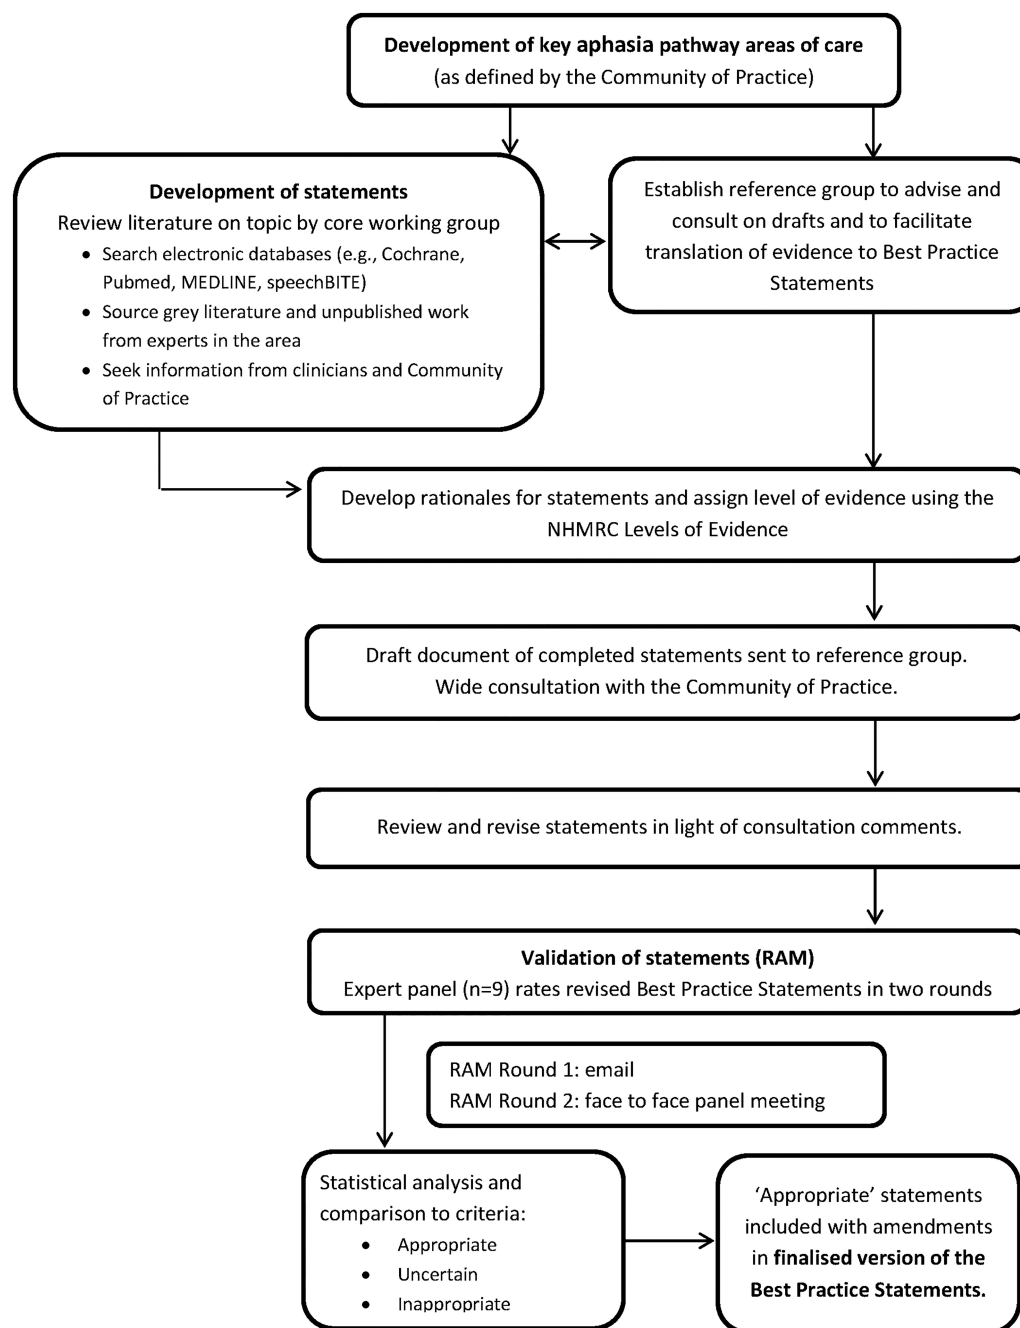 Development of key aphasia pathway areas of care
(as defined by the Community of Practice)
Development of statements
Review literature on topic by core working group
• Search electronic databases (e.g., Cochrane,
Pubmed, MEDLINE, speechBITE)
• Source grey literature and unpublished work
from experts in the area
• Seek information from clinicians and Community
of Practice
Establish reference group to advise and
consult on drafts and to facilitate
translation of evidence to Best Practice
Statements
Develop rationales for statements and assign level of evidence using the
NHMRC Levels of Evidence
Draft document of completed statements sent to reference group.
Wide consultation with the Community of Practice.
Review and revise statements in light of consultation comments.
Validation of statements (RAM)
Expert panel (n=9) rates revised Best Practice Statements in two rounds
RAM Round 1: email
RAM Round 2: face to face panel meeting
Statistical analysis and
comparison to criteria:
• Appropriate
• Uncertain
• Inappropriate
‘Appropriate’ statements
included with amendments
in finalised version of the
Best Practice Statements.